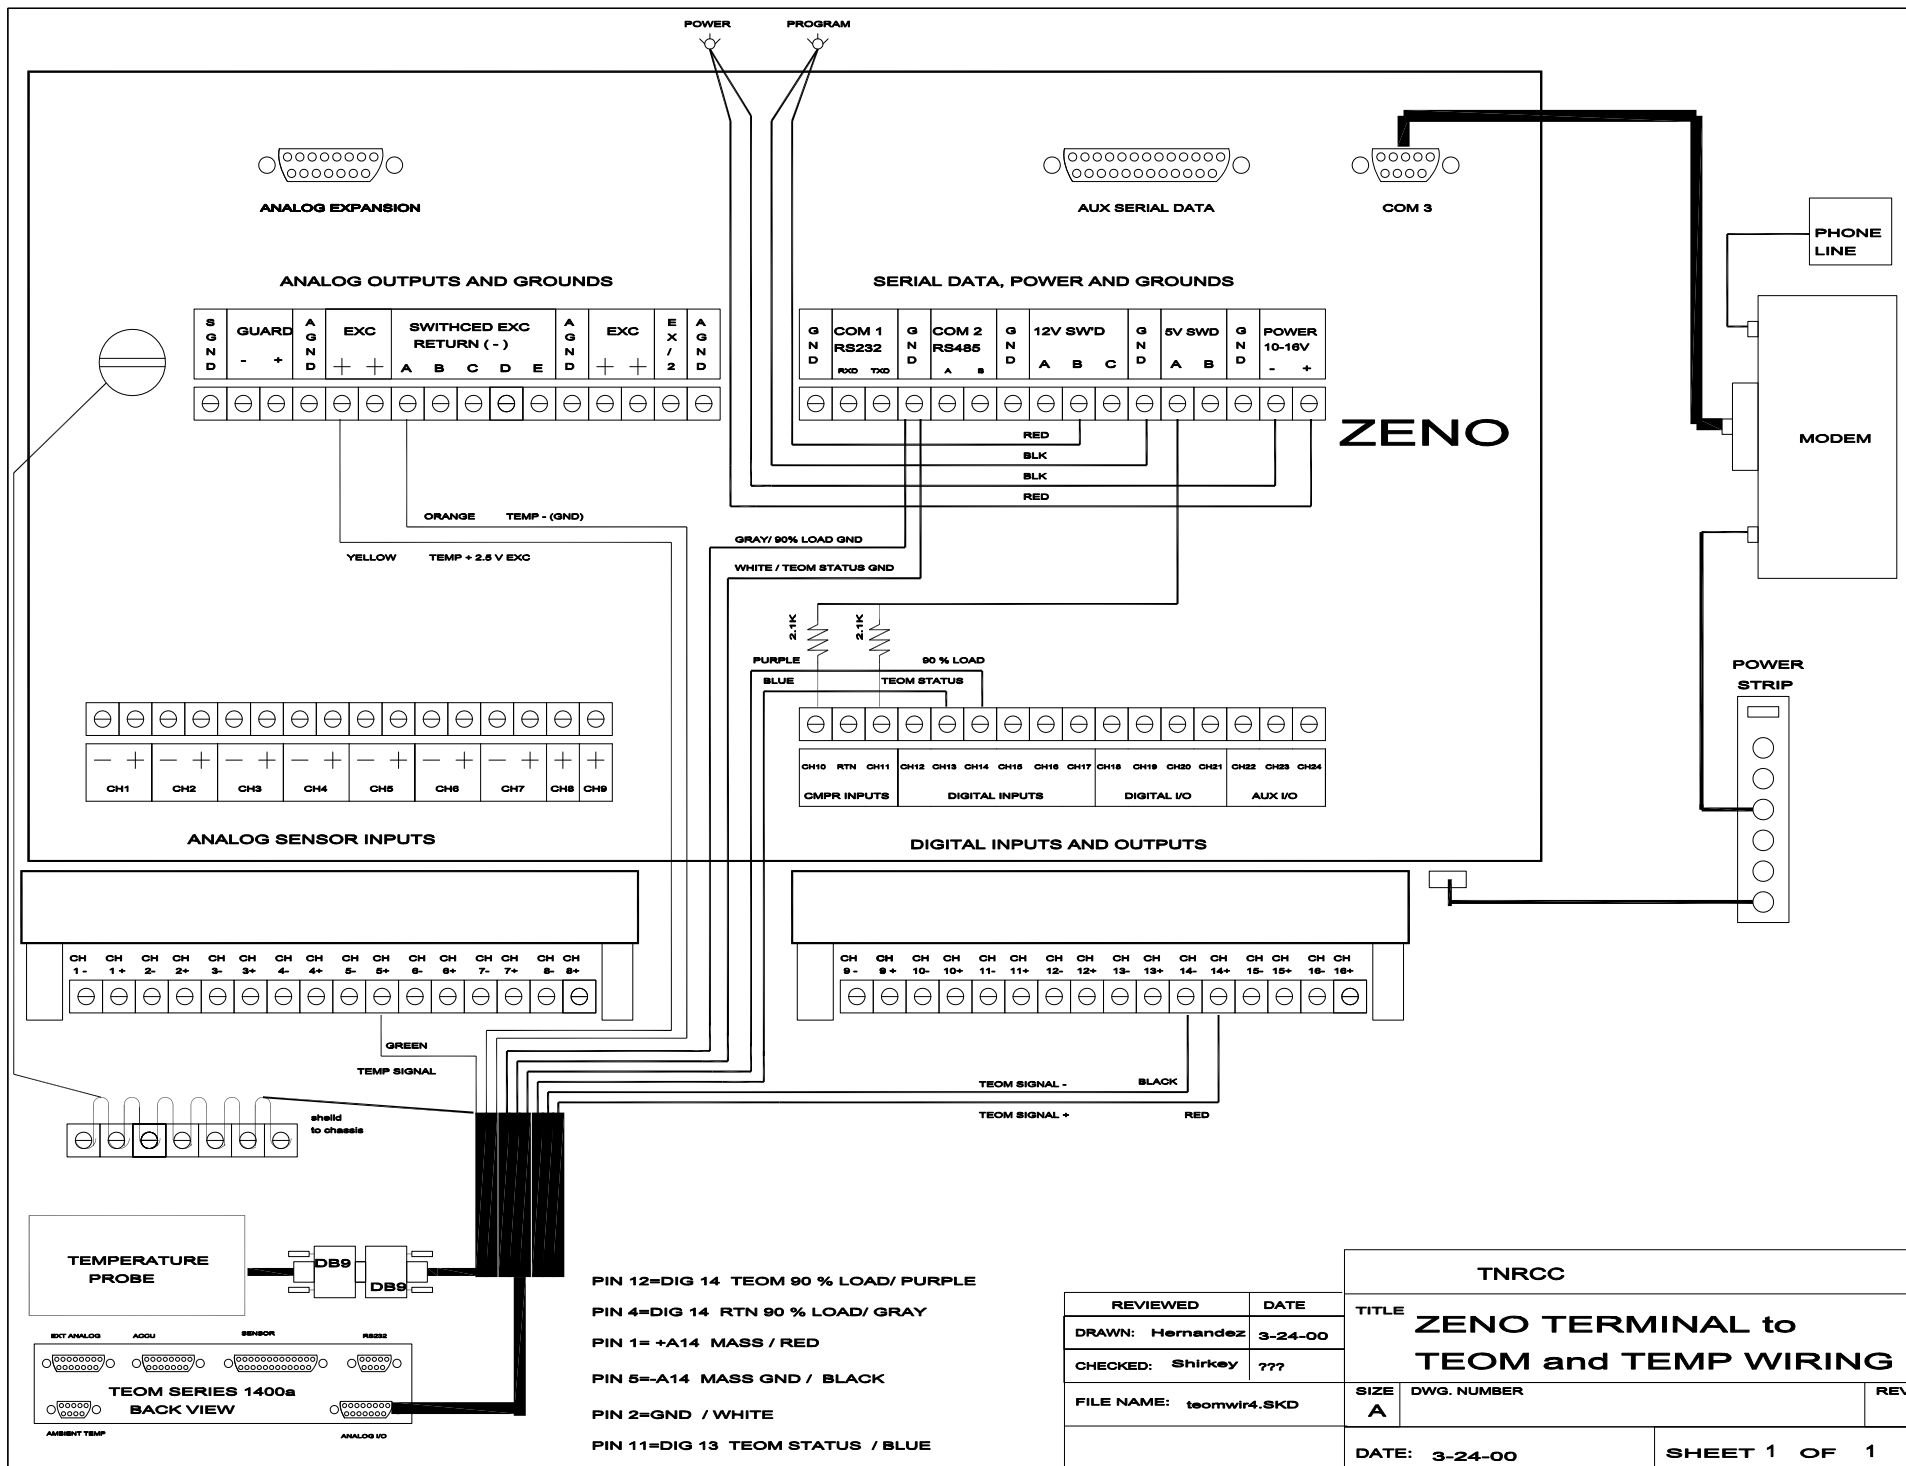 POWER PROGRAM
ANALOG EXPANSION
AUX SERIAL DATA
COM 3
PHONE
LINE
ANALOG OUTPUTS AND GROUNDS
SERIAL DATA, POWER AND GROUNDS
SGND GUARD - + AGND EXC + + SWITHCED EXC
RETURN ( - )
A B C D E AGND EXC + + EX/2 AGND
GND COM 1
RS232
RXD TXD GND COM 2
RS485
A B GND 12V SW'D
A B C GND 5V SWD
A B GND POWER
10-16V
- +
ZENO
MODEM
RED
BLK
BLK
RED
ORANGE TEMP - (GND)
YELLOW TEMP + 2.5 V EXC
GRAY/ 90% LOAD GND
WHITE / TEOM STATUS GND
2.1K 2.1K
PURPLE 90 % LOAD
BLUE TEOM STATUS
POWER
STRIP
— + — + — + — + — + — + — + + +
CH1 CH2 CH3 CH4 CH5 CH6 CH7 CH8 CH9
CH10 RTN CH11 CH12 CH13 CH14 CH15 CH16 CH17 CH18 CH19 CH20 CH21 CH22 CH23 CH24
CMPR INPUTS DIGITAL INPUTS DIGITAL I/O AUX I/O
ANALOG SENSOR INPUTS
DIGITAL INPUTS AND OUTPUTS
CH CH CH CH CH CH CH CH CH CH CH CH CH CH CH CH
1 - 1 + 2- 2+ 3- 3+ 4- 4+ 5- 5+ 6- 6+ 7- 7+ 8- 8+
CH CH CH CH CH CH CH CH CH CH CH CH CH CH CH CH
9 - 9 + 10- 10+ 11- 11+ 12- 12+ 13- 13+ 14- 14+ 15- 15+ 16- 16+
GREEN
TEMP SIGNAL
TEOM SIGNAL - BLACK
TEOM SIGNAL + RED
sheild
to chassis
TEMPERATURE
PROBE
DB9
DB9
EXT ANALOG ACCU SENSOR RS232
TEOM SERIES 1400a
BACK VIEW
AMBIENT TEMP ANALOG I/O
PIN 12=DIG 14 TEOM 90 % LOAD/ PURPLE
PIN 4=DIG 14 RTN 90 % LOAD/ GRAY
PIN 1= +A14 MASS / RED
PIN 5=-A14 MASS GND / BLACK
PIN 2=GND / WHITE
PIN 11=DIG 13 TEOM STATUS / BLUE
REVIEWED DATE
DRAWN: Hernandez 3-24-00
CHECKED: Shirkey ???
FILE NAME: teomwir4.SKD
TNRCC
TITLE ZENO TERMINAL to
TEOM and TEMP WIRING
SIZE
A
DWG. NUMBER
REV
DATE: 3-24-00
SHEET 1 OF 1